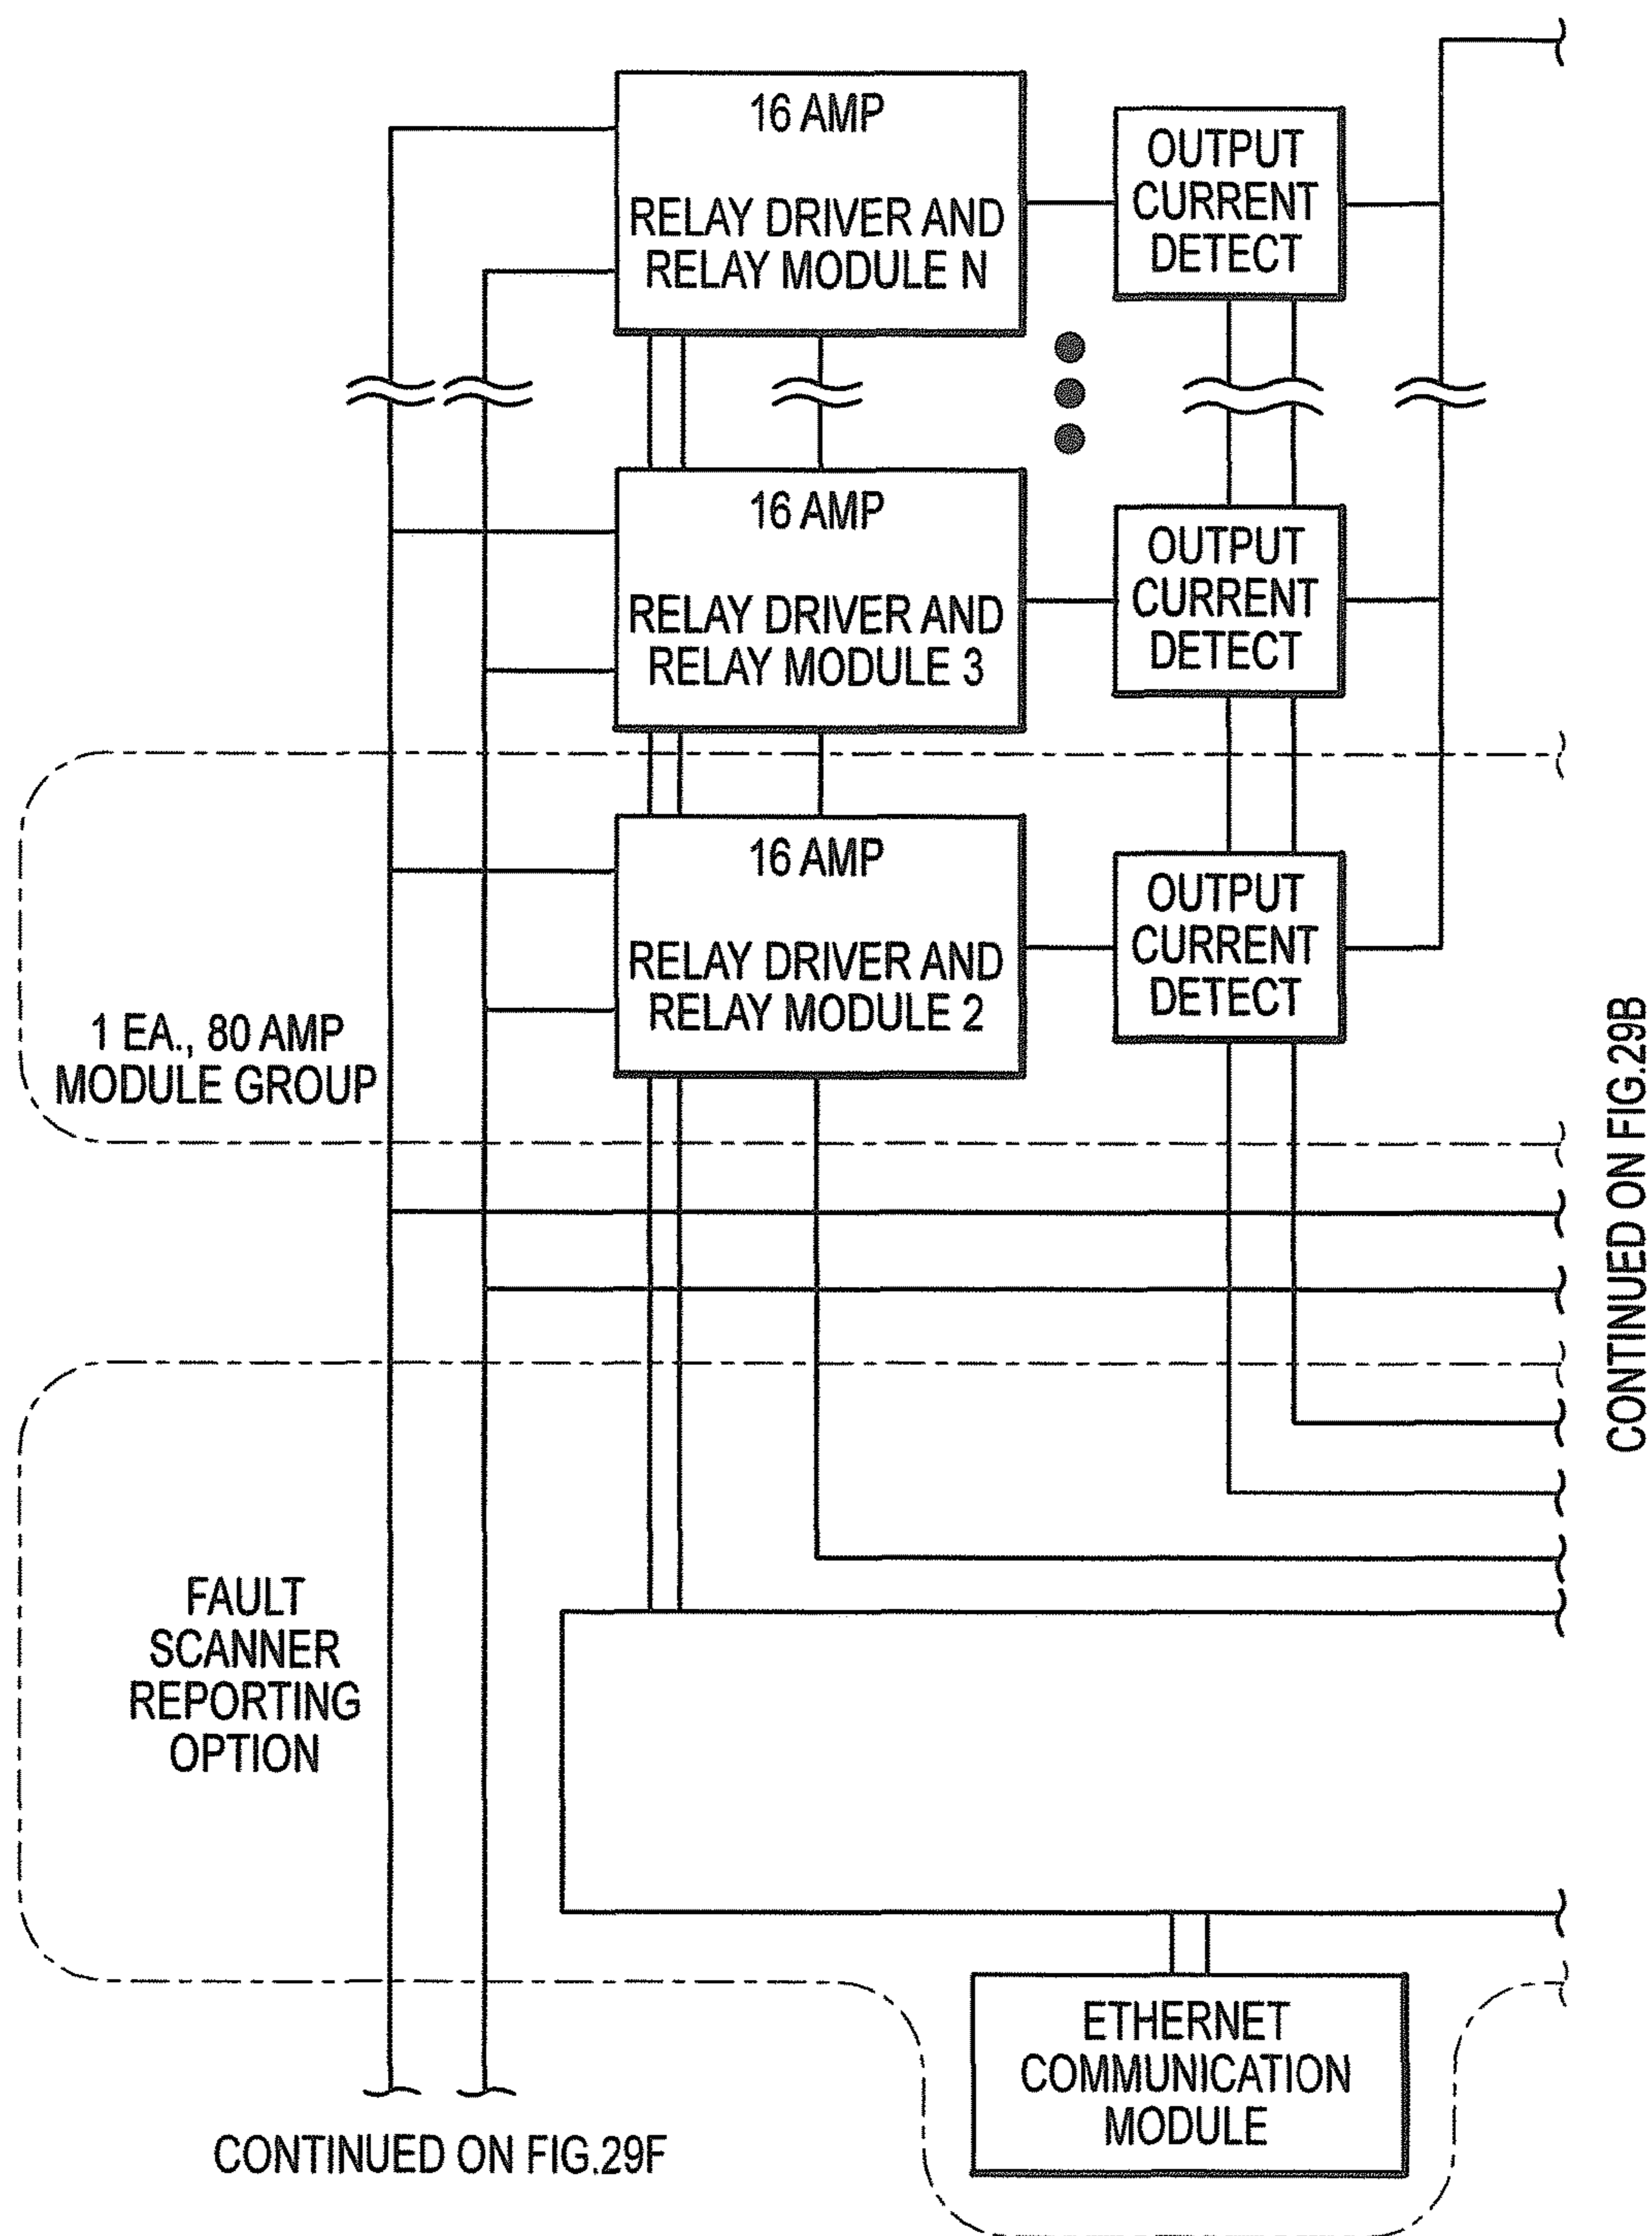 16 AMP
RELAY DRIVER AND
RELAY MODULE N
OUTPUT
CURRENT
DETECT
16 AMP
RELAY DRIVER AND
RELAY MODULE 3
OUTPUT
CURRENT
DETECT
16 AMP
RELAY DRIVER AND
RELAY MODULE 2
OUTPUT
CURRENT
DETECT
1 EA., 80 AMP
MODULE GROUP
CONTINUED ON FIG.29B
FAULT
SCANNER
REPORTING
OPTION
ETHERNET
COMMUNICATION
MODULE
CONTINUED ON FIG.29F